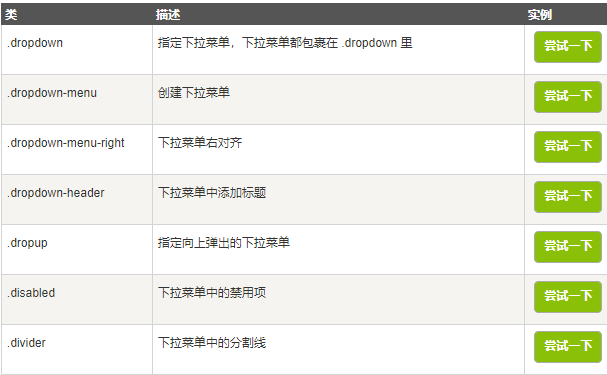 类 描述 实例
.dropdown 指定下拉菜单，下拉菜单都包裹在 .dropdown 里 尝试一下
.dropdown-menu 创建下拉菜单 尝试一下
.dropdown-menu-right 下拉菜单右对齐 尝试一下
.dropdown-header 下拉菜单中添加标题 尝试一下
.dropup 指定向上弹出的下拉菜单 尝试一下
.disabled 下拉菜单中的禁用项 尝试一下
.divider 下拉菜单中的分割线 尝试一下